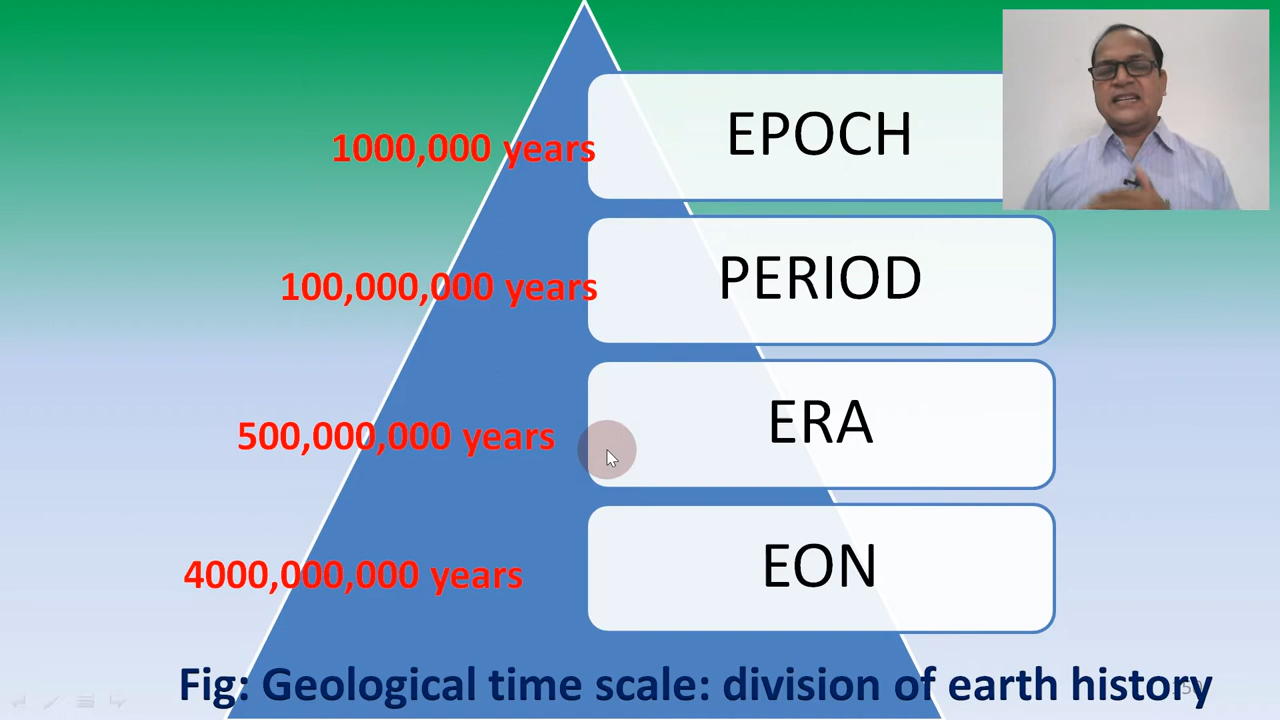 EPOCH
1000,000 years
PERIOD
100,000,000 years
ERA
500,000,000 years
EON
4000,000,000 years
Fig: Geological time scale: division of earth history